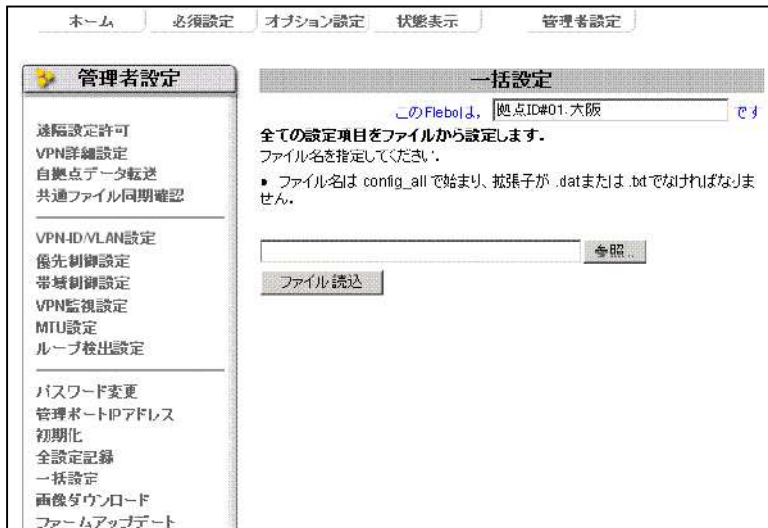 ホーム 必須設定 オプション設定 状態表示 管理者設定
管理者設定
遠隔設定許可
VPN詳細設定
自拠点データ転送
共通ファイル同期確認
VPN-ID/VLAN設定
優先制御設定
帯域制御設定
VPN監視設定
MTU設定
ループ検出設定
パスワード変更
管理ポートIPアドレス
初期化
全設定記録
一括設定
画像ダウンロード
ファームアップデート
一括設定
このFleboは、 拠点ID#01.大阪 です
全ての設定項目をファイルから設定します.
ファイル名を指定してください.
• ファイル名は config_all で始まり、拡張子が .datまたは .txtでなければなりま
せん.
参照...
ファイル読込